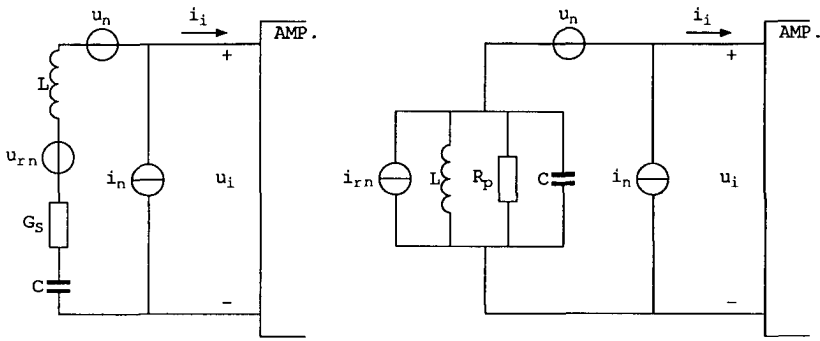 u_n
i_i
AMP.
+
L
u_rn
i_n
u_i
G_S
C
−
u_n
i_i
AMP.
+
i_rn
L
R_p
C
i_n
u_i
−